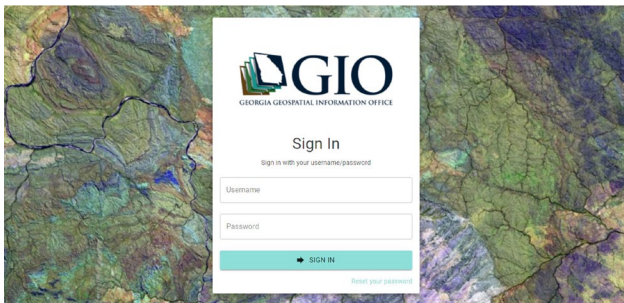 GIO
GEORGIA GEOSPATIAL INFORMATION OFFICE
Sign In
Sign in with your username/password
Username
Password
SIGN IN
Reset your password